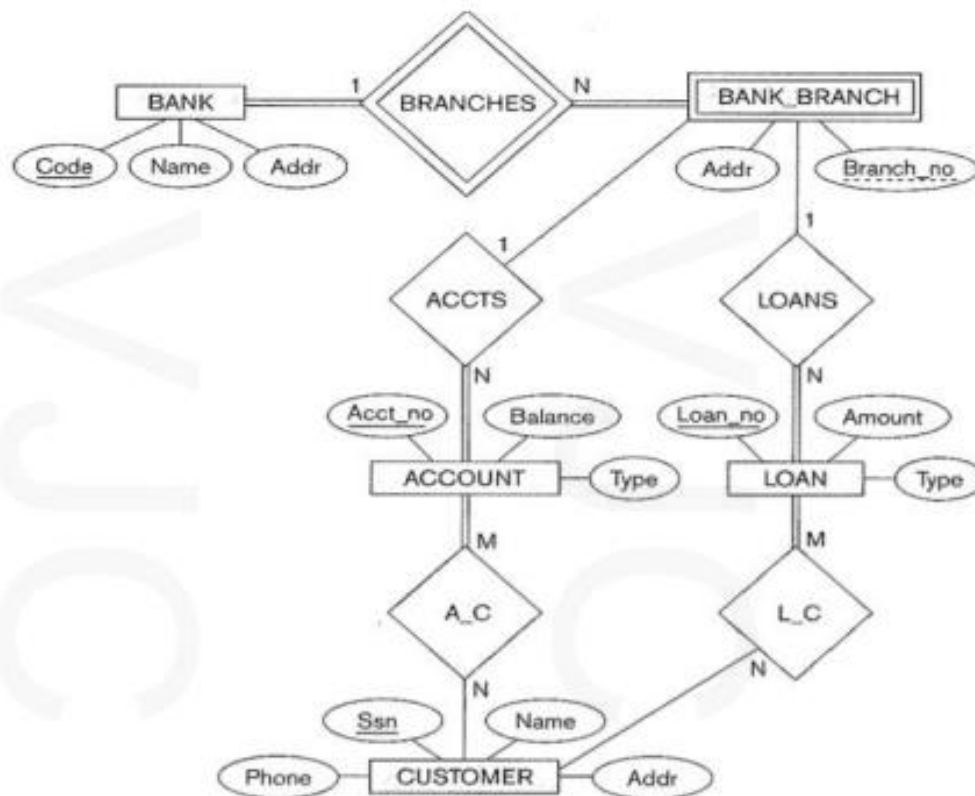 1 N
BANK BRANCHES BANK_BRANCH
Code Name Addr Addr Branch_no
1 1
ACCTS LOANS
N N
Acct_no Balance Loan_no Amount
ACCOUNT Type LOAN Type
M M
A_C L_C
N N
Ssn Name
Phone CUSTOMER Addr
V J C
V J C